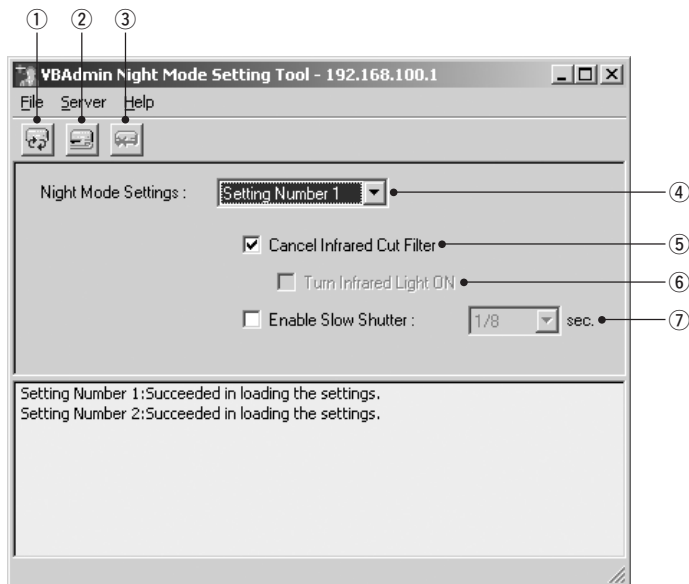 ① ② ③
VBAdmin Night Mode Setting Tool - 192.168.100.1
File Server Help
Night Mode Settings : Setting Number 1 ④
Cancel Infrared Cut Filter ⑤
Turn Infrared Light ON ⑥
Enable Slow Shutter : 1/8 sec. ⑦
Setting Number 1:Succeeded in loading the settings.
Setting Number 2:Succeeded in loading the settings.